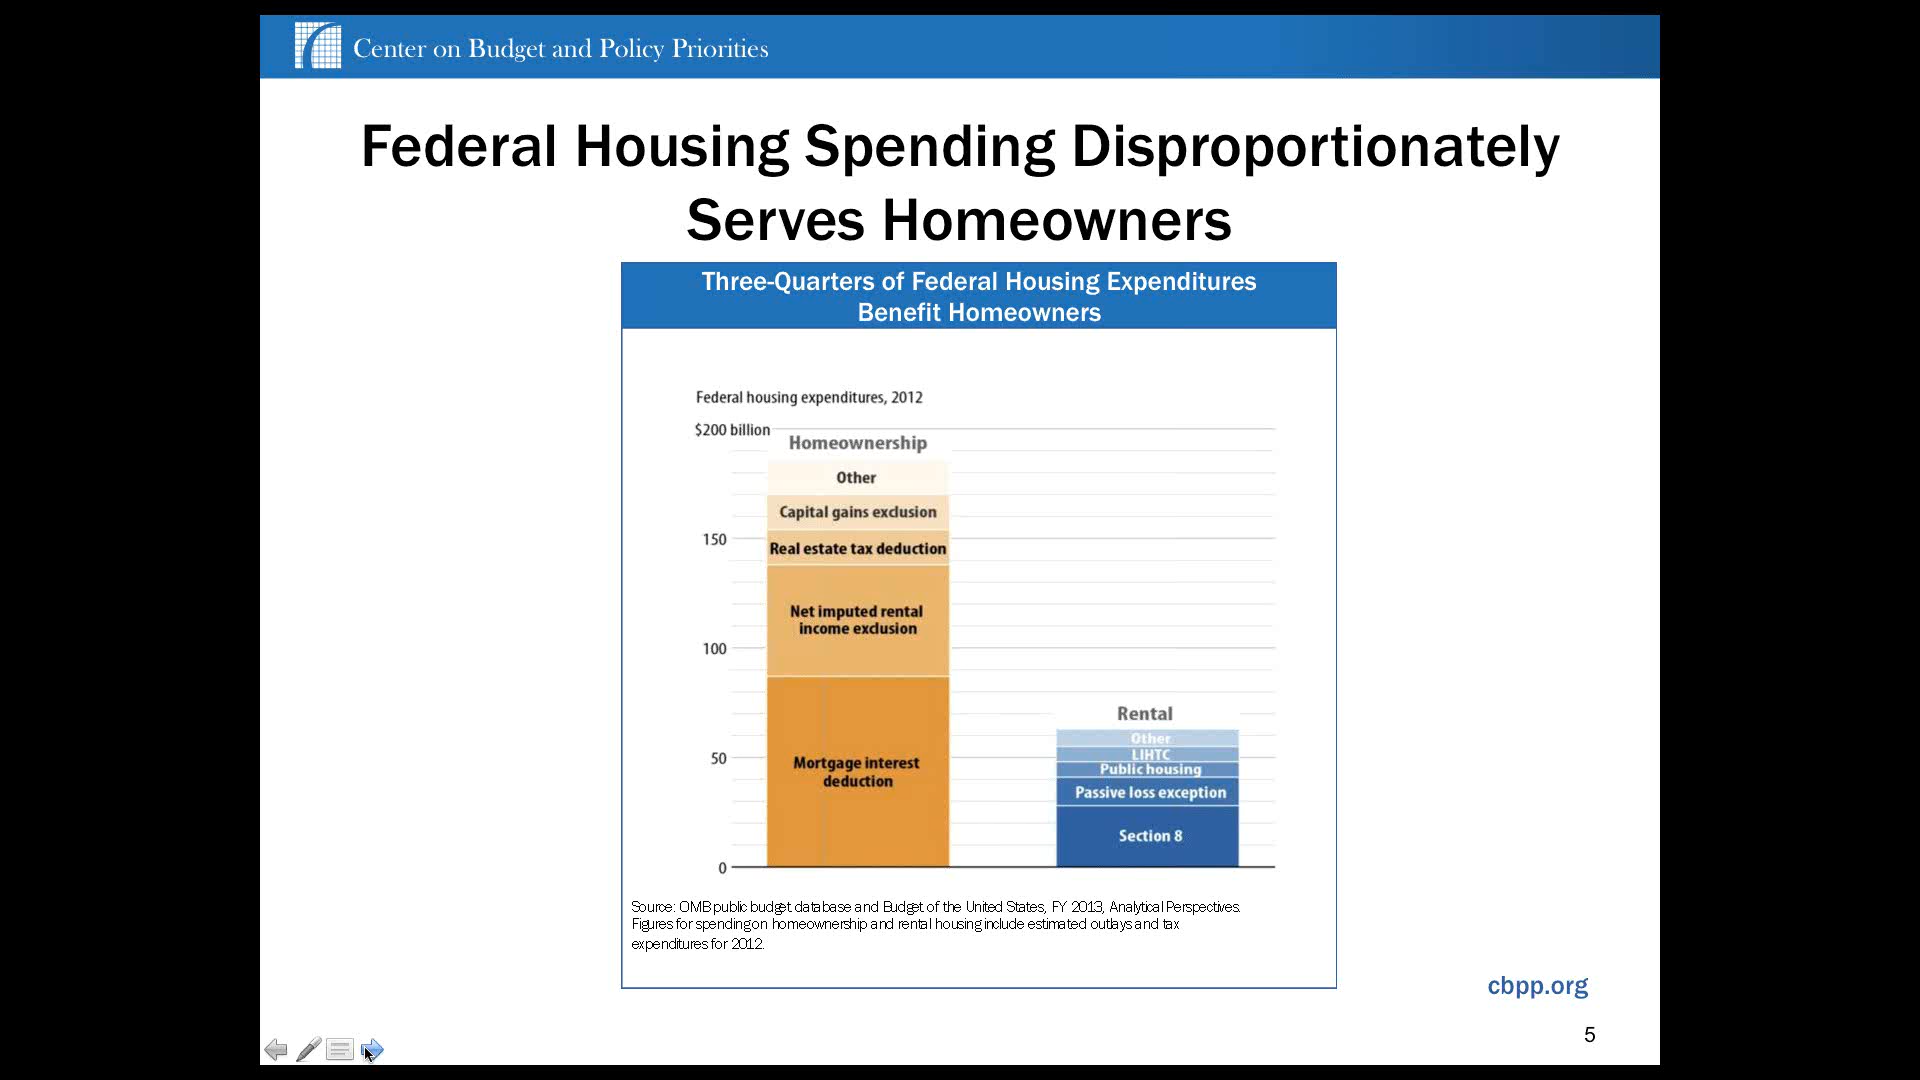 Center on Budget and Policy Priorities
Federal Housing Spending Disproportionately
Serves Homeowners
Three-Quarters of Federal Housing Expenditures
Benefit Homeowners
Federal housing expenditures, 2012
$200 billion
Homeownership
Other
Capital gains exclusion
150
Real estate tax deduction
Net imputed rental
income exclusion
100
Rental
Other
LIHTC
50
Mortgage interest
deduction
Public housing
Passive loss exception
Section 8
0
Source: OMB public budget database and Budget of the United States, FY 2013, Analytical Perspectives.
Figures for spending on homeownership and rental housing include estimated outlays and tax
expenditures for 2012.
cbpp.org
5